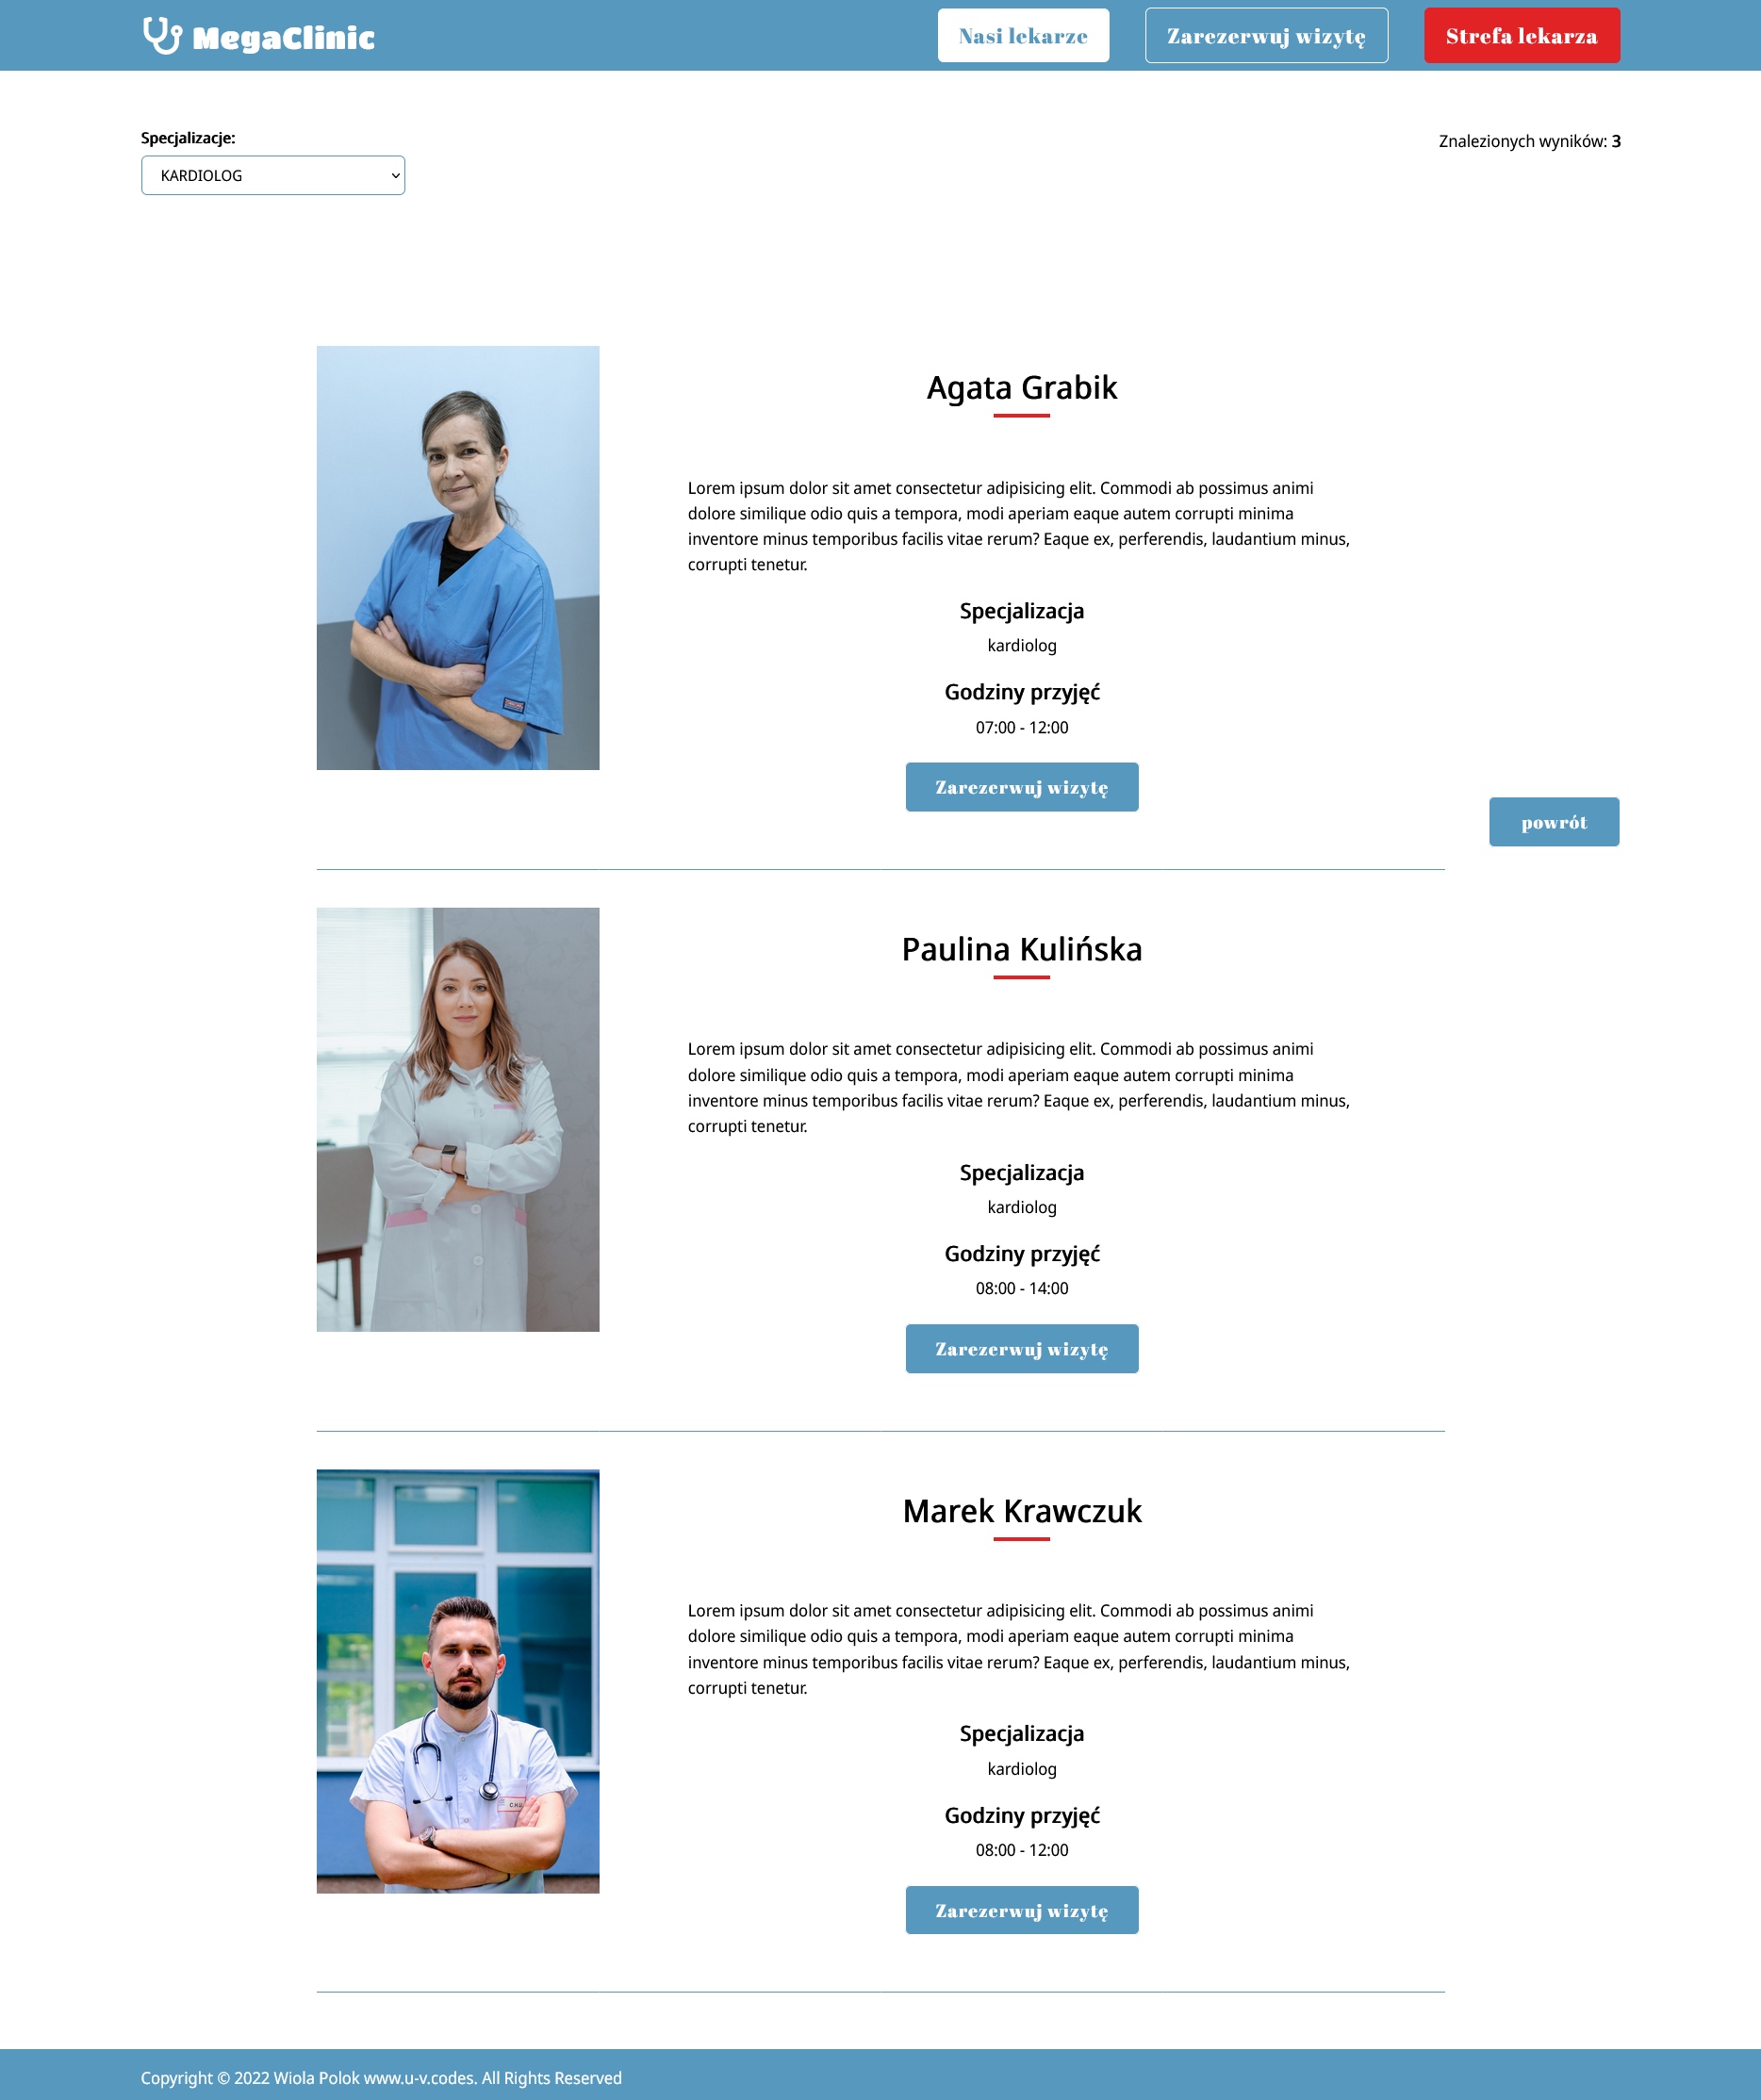 MegaClinic
Nasi lekarze
Zarezerwuj wizytę
Strefa lekarza
Specjalizacje:
KARDIOLOG
Znalezionych wyników: 3
Agata Grabik
Lorem ipsum dolor sit amet consectetur adipisicing elit. Commodi ab possimus animi
dolore similique odio quis a tempora, modi aperiam eaque autem corrupti minima
inventore minus temporibus facilis vitae rerum? Eaque ex, perferendis, laudantium minus,
corrupti tenetur.
Specjalizacja
kardiolog
Godziny przyjęć
07:00 - 12:00
Zarezerwuj wizytę
powrót
Paulina Kulińska
Lorem ipsum dolor sit amet consectetur adipisicing elit. Commodi ab possimus animi
dolore similique odio quis a tempora, modi aperiam eaque autem corrupti minima
inventore minus temporibus facilis vitae rerum? Eaque ex, perferendis, laudantium minus,
corrupti tenetur.
Specjalizacja
kardiolog
Godziny przyjęć
08:00 - 14:00
Zarezerwuj wizytę
Marek Krawczuk
Lorem ipsum dolor sit amet consectetur adipisicing elit. Commodi ab possimus animi
dolore similique odio quis a tempora, modi aperiam eaque autem corrupti minima
inventore minus temporibus facilis vitae rerum? Eaque ex, perferendis, laudantium minus,
corrupti tenetur.
Specjalizacja
kardiolog
Godziny przyjęć
08:00 - 12:00
Zarezerwuj wizytę
Copyright © 2022 Wiola Polok www.u-v.codes. All Rights Reserved